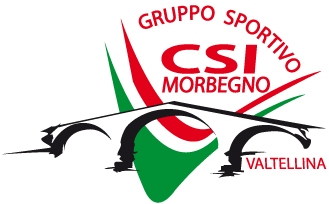 GRUPPO SPORTIVO
CSI
MORBEGNO
VALTELLINA